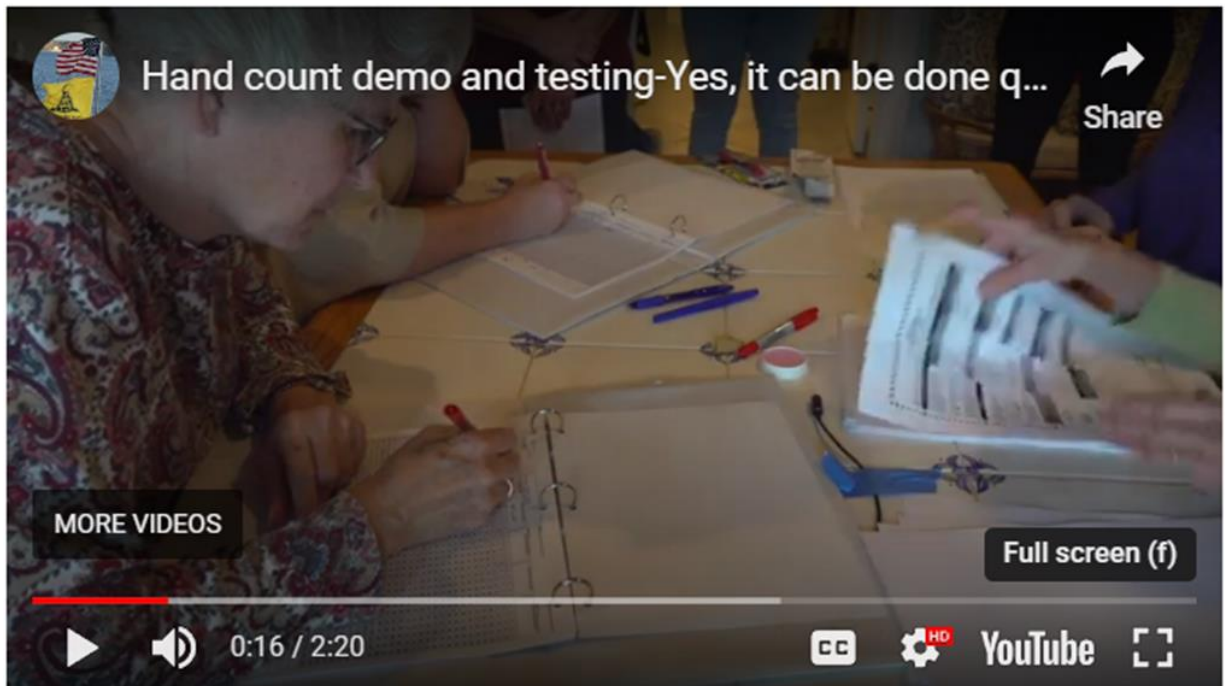 Hand count demo and testing-Yes, it can be done q...
Share
MORE VIDEOS
Full screen (f)
0:16 / 2:20
CC
HD
YouTube